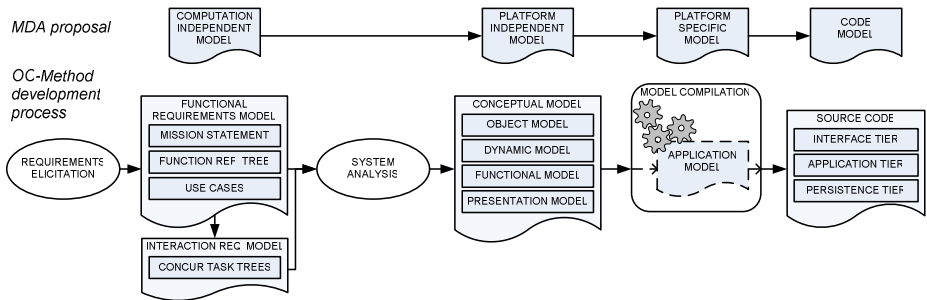 MDA proposal
COMPUTATION
INDEPENDENT
MODEL
PLATFORM
INDEPENDENT
MODEL
PLATFORM
SPECIFIC
MODEL
CODE
MODEL
OC-Method
development
process
REQUIREMENTS
ELICITATION
FUNCTIONAL
REQUIREMENTS MODEL
MISSION STATEMENT
FUNCTION REF TREE
USE CASES
INTERACTION REQ MODEL
CONCUR TASK TREES
SYSTEM
ANALYSIS
CONCEPTUAL MODEL
OBJECT MODEL
DYNAMIC MODEL
FUNCTIONAL MODEL
PRESENTATION MODEL
MODEL COMPILATION
APPLICATION
MODEL
SOURCE CODE
INTERFACE TIER
APPLICATION TIER
PERSISTENCE TIER